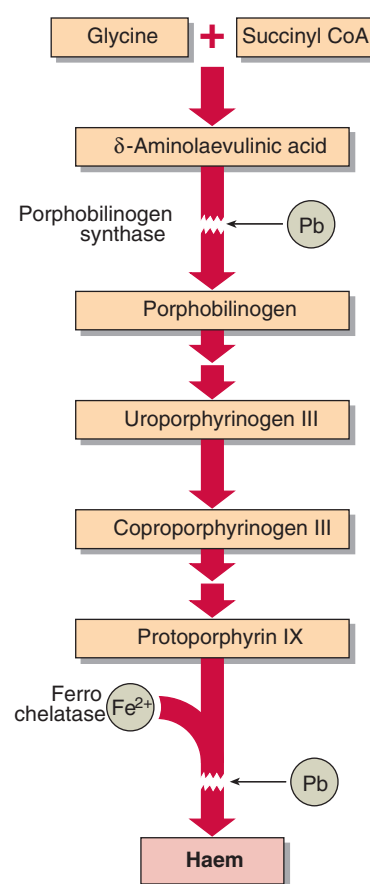 Glycine + Succinyl CoA
δ-Aminolaevulinic acid
Porphobilinogen
synthase
Pb
Porphobilinogen
Uroporphyrinogen III
Coproporphyrinogen III
Protoporphyrin IX
Ferro
chelatase
Fe²⁺
Pb
Haem